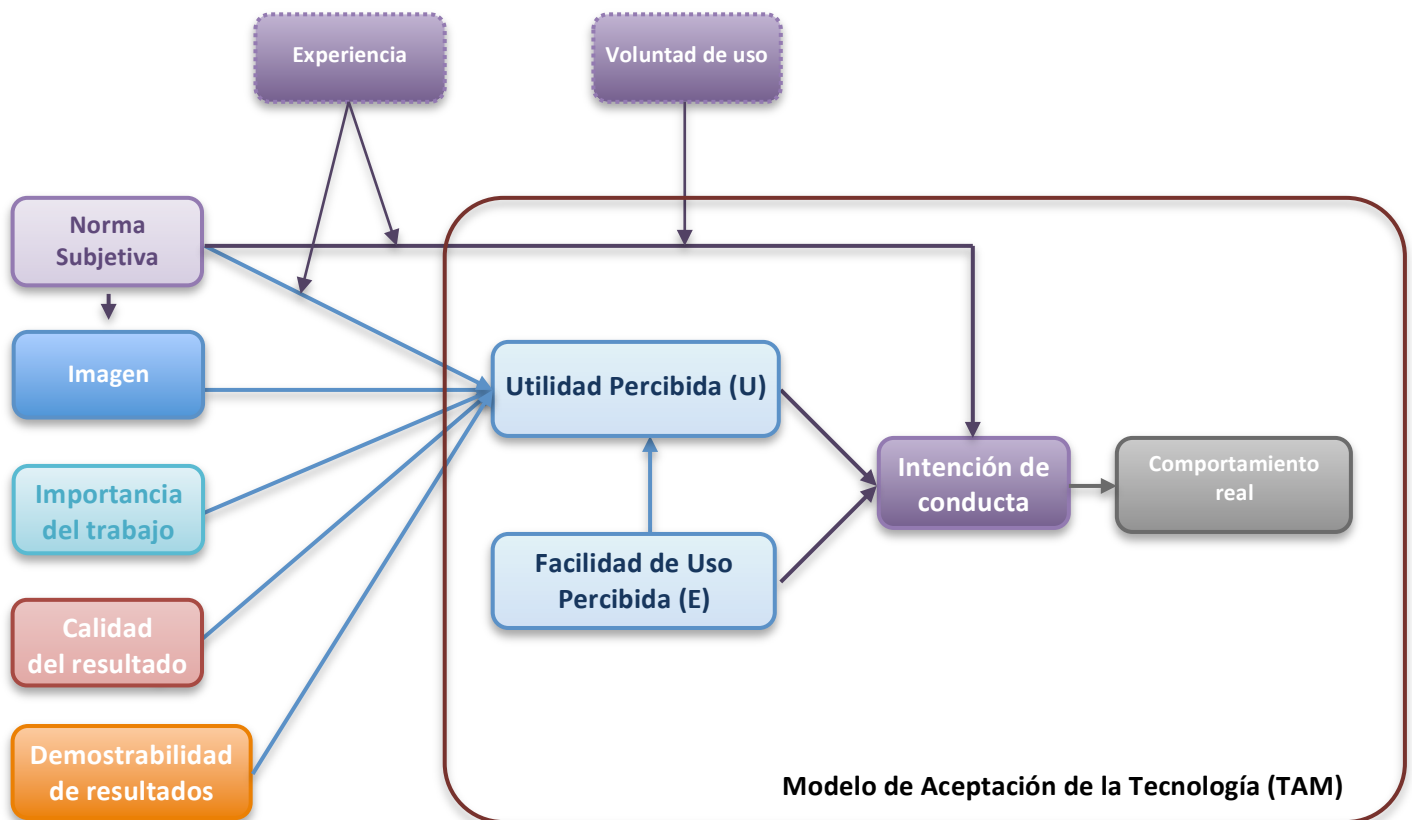 Experiencia
Voluntad de uso
Norma
Subjetiva
Imagen
Utilidad Percibida (U)
Importancia
del trabajo
Intención de
conducta
Comportamiento
real
Facilidad de Uso
Percibida (E)
Calidad
del resultado
Demostrabilidad
de resultados
Modelo de Aceptación de la Tecnología (TAM)